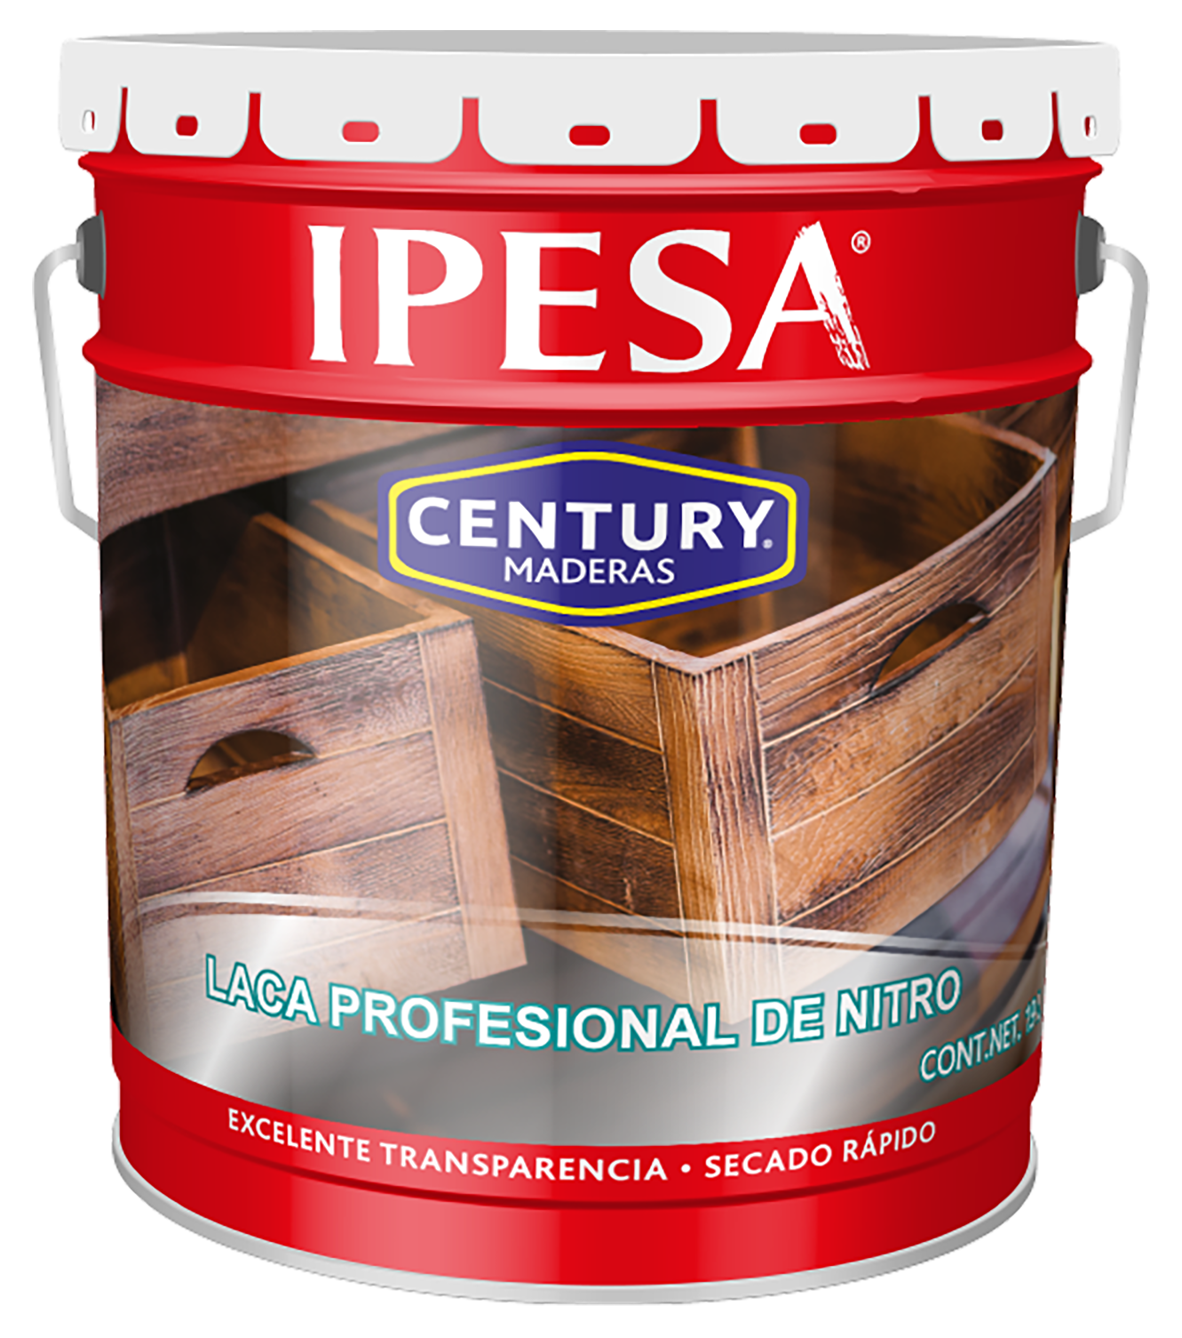 IPESA®
CENTURY®
MADERAS
LACA PROFESIONAL DE NITRO
CONT.NET.
EXCELENTE TRANSPARENCIA • SECADO RÁPIDO